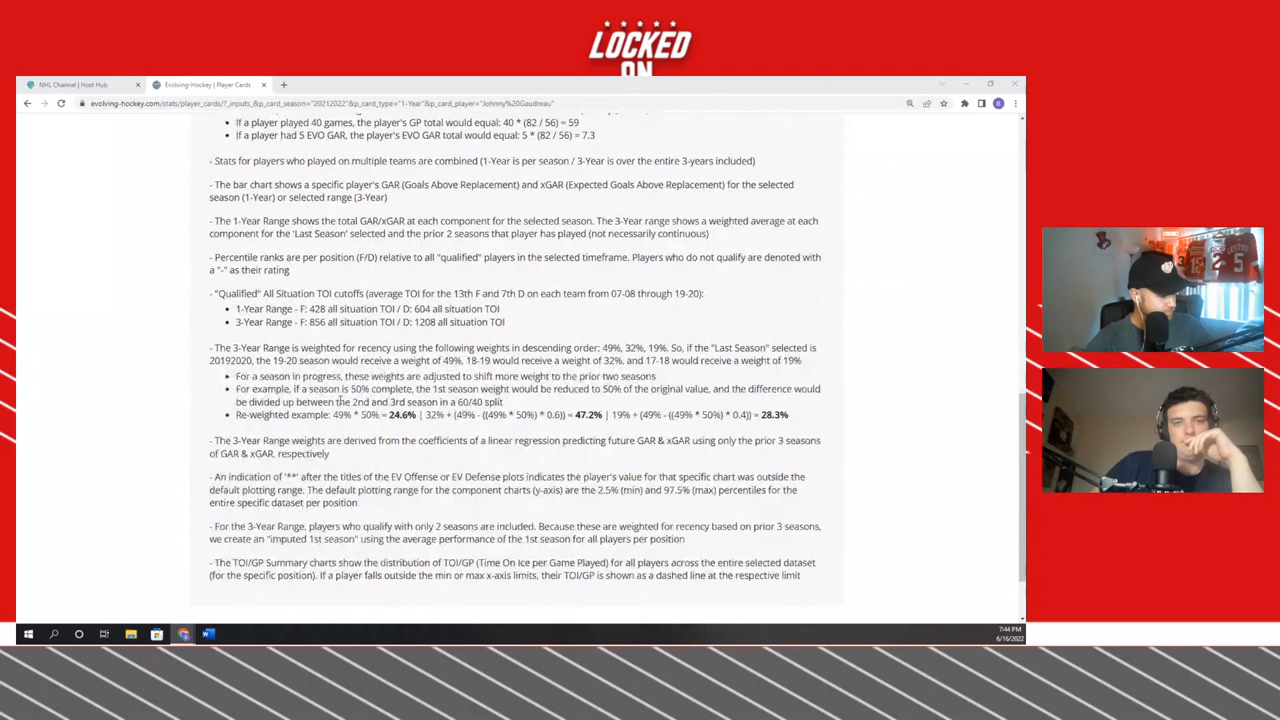 LOCKED
ON
NHL Channel | Host Hub
Evolving-Hockey | Player Cards
evolving-hockey.com/stats/player_cards/?_inputs_&p_card_season="20212022"&p_card_type="1-Year"&p_card_player="Johnny%20Gaudreau"
• If a player played 40 games, the player's GP total would equal: 40 * (82 / 56) = 59
• If a player had 5 EVO GAR, the player's EVO GAR total would equal: 5 * (82 / 56) = 7.3
- Stats for players who played on multiple teams are combined (1-Year is per season / 3-Year is over the entire 3-years included)
- The bar chart shows a specific player's GAR (Goals Above Replacement) and xGAR (Expected Goals Above Replacement) for the selected
season (1-Year) or selected range (3-Year)
- The 1-Year Range shows the total GAR/xGAR at each component for the selected season. The 3-Year range shows a weighted average at each
component for the 'Last Season' selected and the prior 2 seasons that player has played (not necessarily continuous)
- Percentile ranks are per position (F/D) relative to all "qualified" players in the selected timeframe. Players who do not qualify are denoted with
a "-" as their rating
- "Qualified" All Situation TOI cutoffs (average TOI for the 13th F and 7th D on each team from 07-08 through 19-20):
• 1-Year Range - F: 428 all situation TOI / D: 604 all situation TOI
• 3-Year Range - F: 856 all situation TOI / D: 1208 all situation TOI
- The 3-Year Range is weighted for recency using the following weights in descending order: 49%, 32%, 19%. So, if the "Last Season" selected is
20192020, the 19-20 season would receive a weight of 49%, 18-19 would receive a weight of 32%, and 17-18 would receive a weight of 19%
• For a season in progress, these weights are adjusted to shift more weight to the prior two seasons
• For example, if a season is 50% complete, the 1st season weight would be reduced to 50% of the original value, and the difference would
be divided up between the 2nd and 3rd season in a 60/40 split
• Re-weighted example: 49% * 50% = 24.6% | 32% + (49% - ((49% * 50%) * 0.6)) = 47.2% | 19% + (49% - ((49% * 50%) * 0.4)) = 28.3%
- The 3-Year Range weights are derived from the coefficients of a linear regression predicting future GAR & xGAR using only the prior 3 seasons
of GAR & xGAR, respectively
- An indication of '**' after the titles of the EV Offense or EV Defense plots indicates the player's value for that specific chart was outside the
default plotting range. The default plotting range for the component charts (y-axis) are the 2.5% (min) and 97.5% (max) percentiles for the
entire specific dataset per position
- For the 3-Year Range, players who qualify with only 2 seasons are included. Because these are weighted for recency based on prior 3 seasons,
we create an "imputed 1st season" using the average performance of the 1st season for all players per position
- The TOI/GP Summary charts show the distribution of TOI/GP (Time On Ice per Game Played) for all players across the entire selected dataset
(for the specific position). If a player falls outside the min or max x-axis limits, their TOI/GP is shown as a dashed line at the respective limit
7:44 PM
6/16/2022